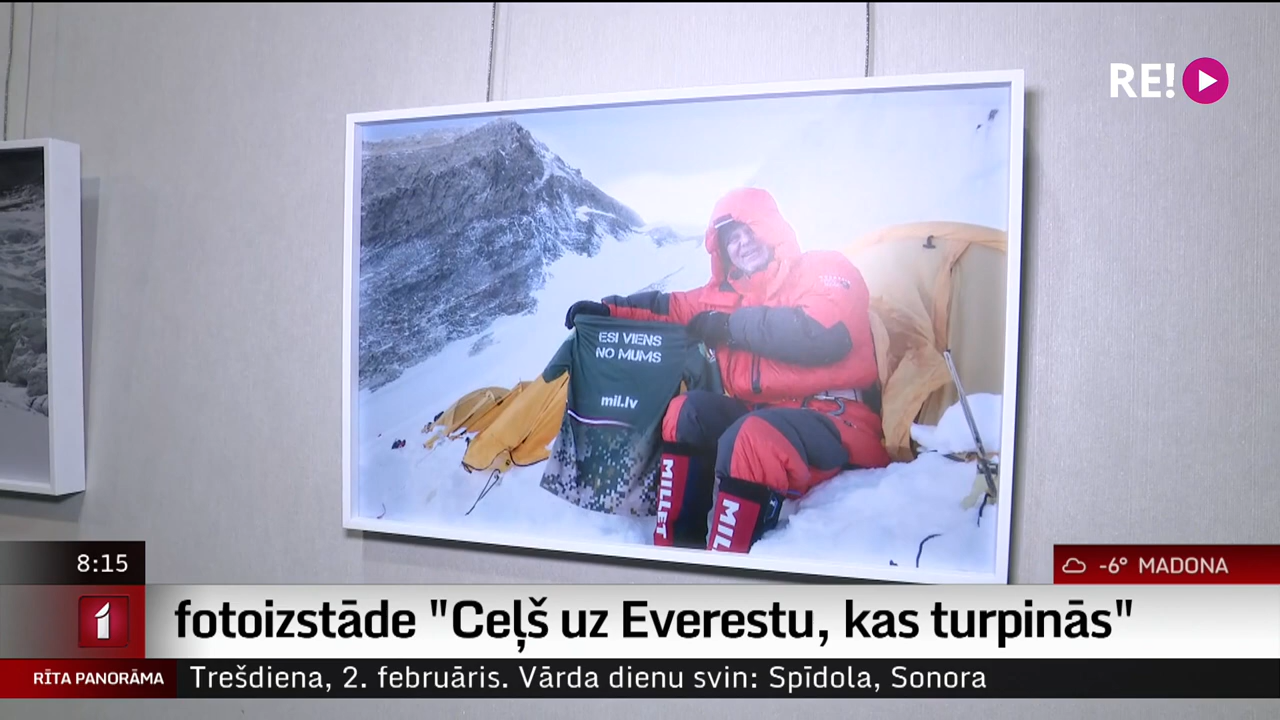 RE!
ESI VIENS
NO MUMS
mil.lv
MILLET
MIL
8:15
-6° MADONA
1
fotoizstāde "Ceļš uz Everestu, kas turpinās"
RĪTA PANORĀMA
Trešdiena, 2. februāris. Vārda dienu svin: Spīdola, Sonora